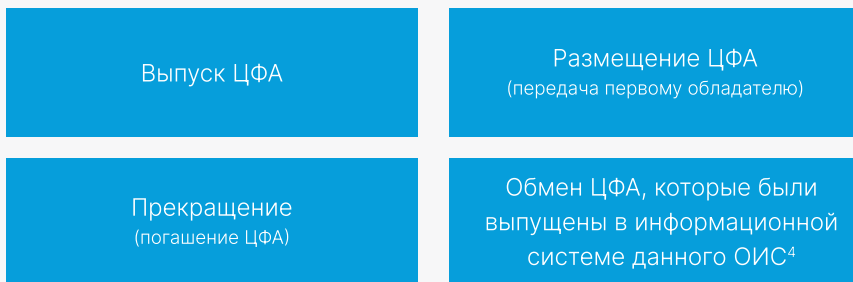 Выпуск ЦФА
Размещение ЦФА
(передача первому обладателю)
Прекращение
(погашение ЦФА)
Обмен ЦФА, которые были
выпущены в информационной
системе данного ОИС⁴